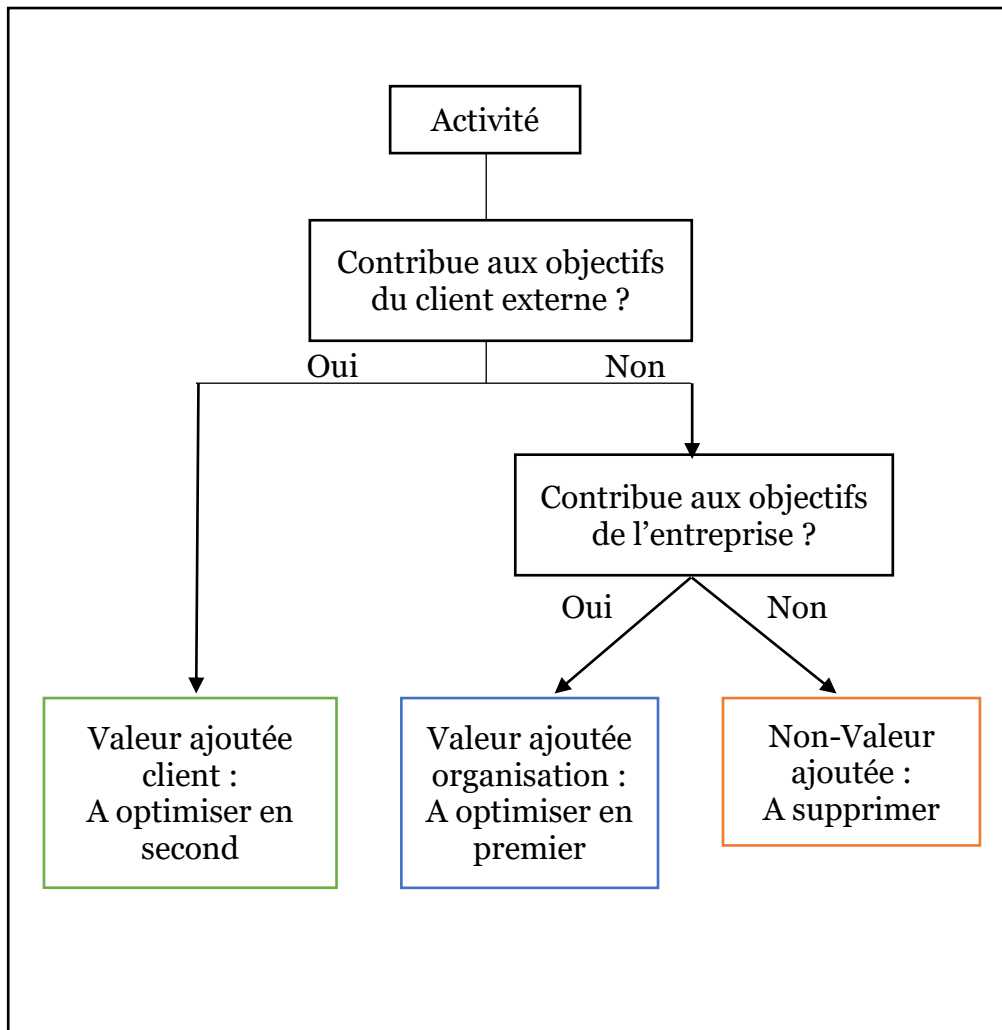 Activité
Contribue aux objectifs
du client externe ?
Oui
Non
Contribue aux objectifs
de l’entreprise ?
Oui
Non
Valeur ajoutée
client :
A optimiser en
second
Valeur ajoutée
organisation :
A optimiser en
premier
Non-Valeur
ajoutée :
A supprimer